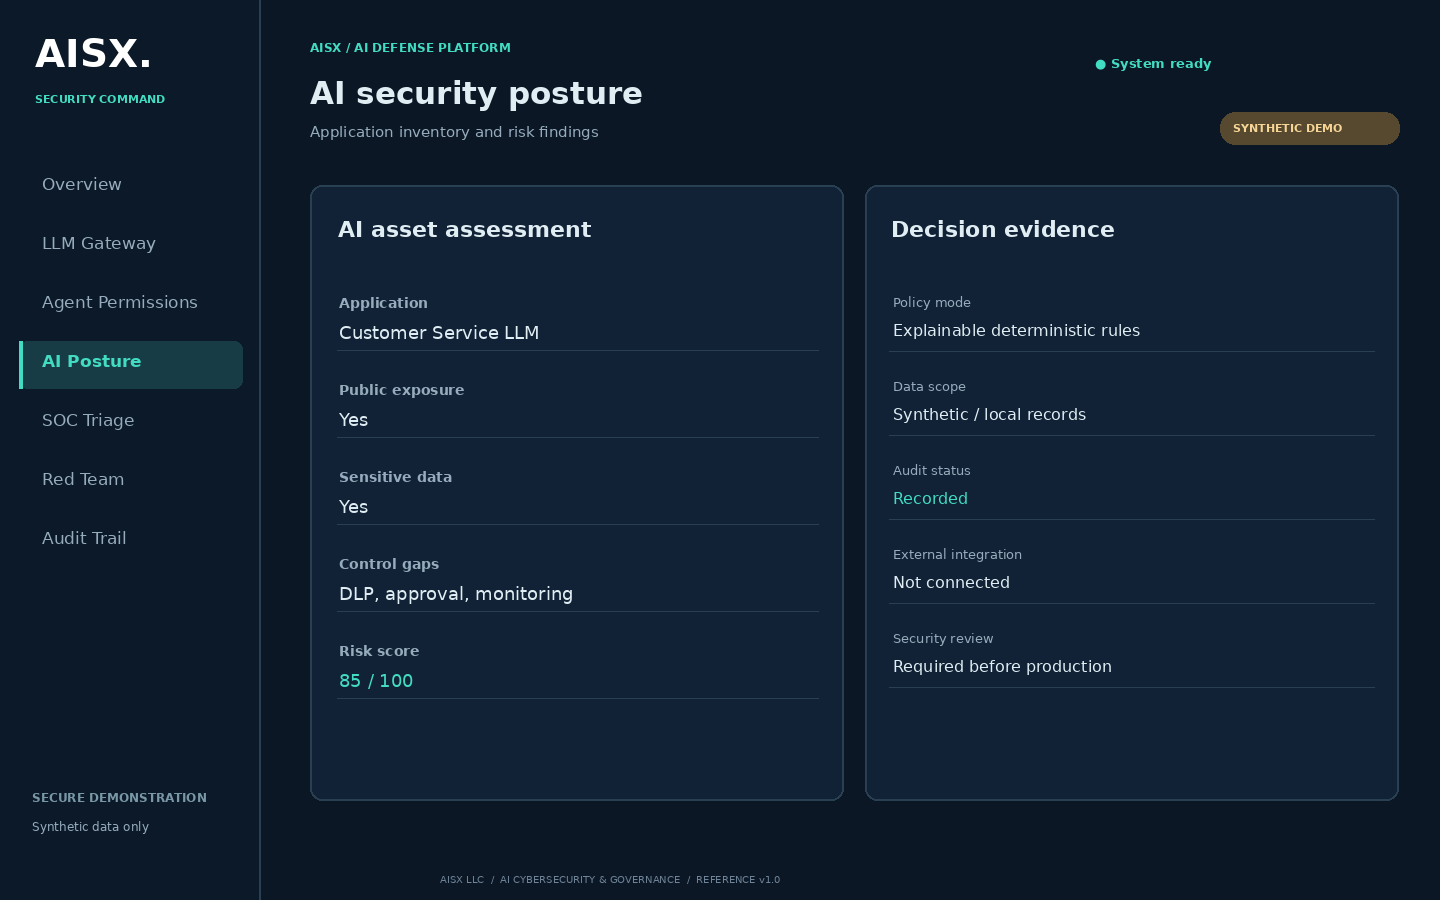 AISX.
SECURITY COMMAND
Overview
LLM Gateway
Agent Permissions
AI Posture
SOC Triage
Red Team
Audit Trail
SECURE DEMONSTRATION
Synthetic data only
AISX / AI DEFENSE PLATFORM
AI security posture
Application inventory and risk findings
● System ready
SYNTHETIC DEMO
AI asset assessment
Application
Customer Service LLM
Public exposure
Yes
Sensitive data
Yes
Control gaps
DLP, approval, monitoring
Risk score
85 / 100
Decision evidence
Policy mode
Explainable deterministic rules
Data scope
Synthetic / local records
Audit status
Recorded
External integration
Not connected
Security review
Required before production
AISX LLC / AI CYBERSECURITY & GOVERNANCE / REFERENCE v1.0